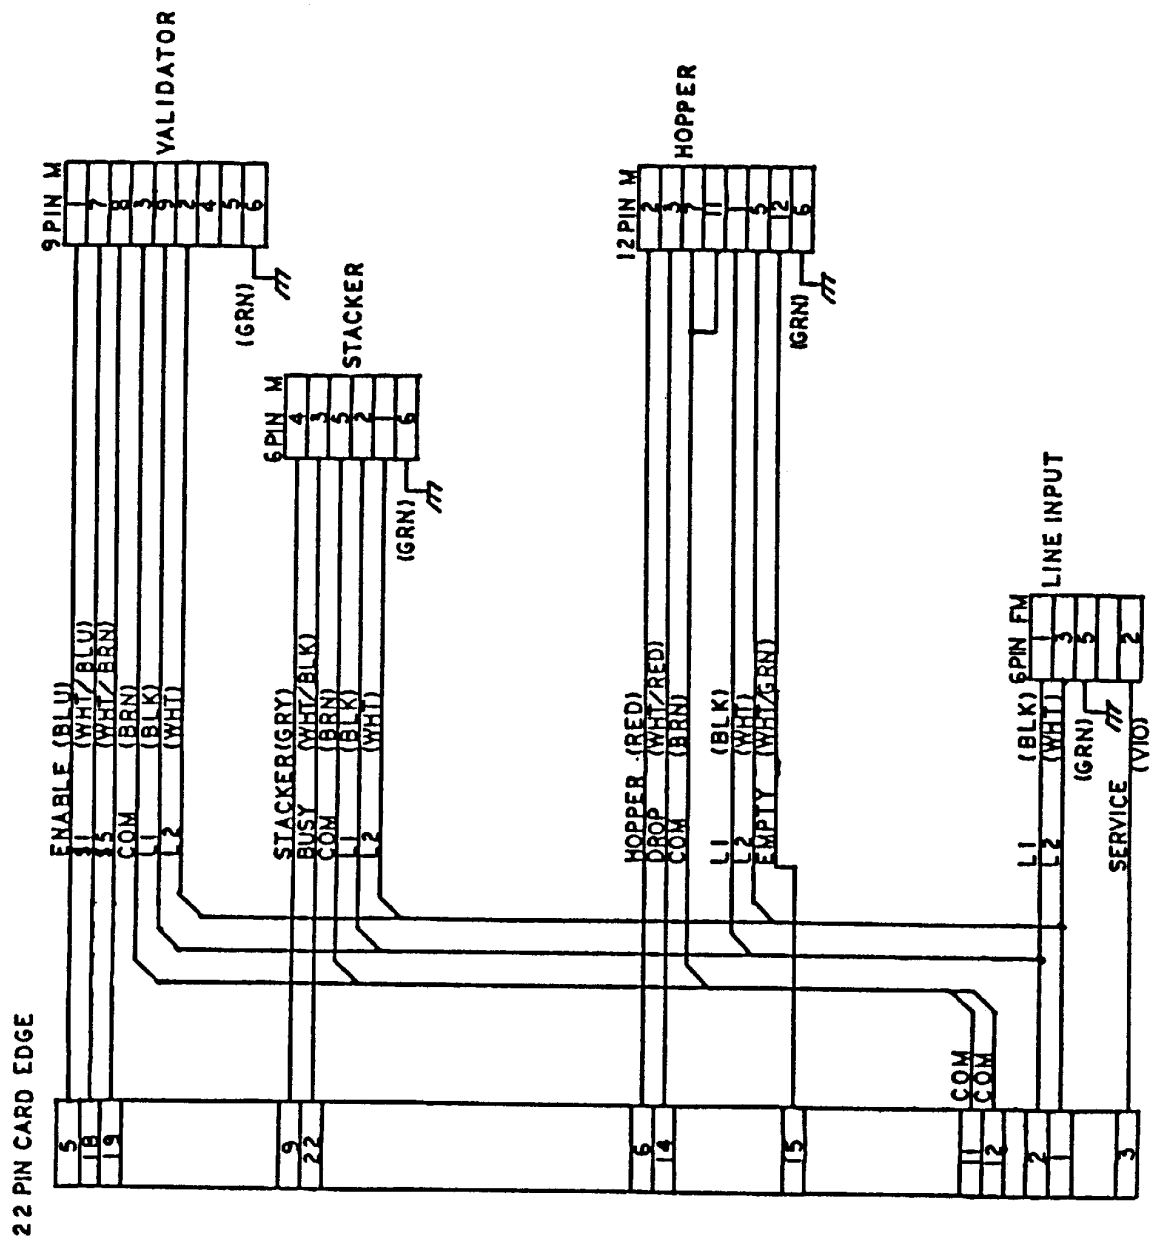 22 PIN CARD EDGE
5
18
19
9
22
6
14
15
11
12
2
1
3
ENABLE (BLU)
S1 (WHT/BLU)
S5 (WHT/BRN)
COM (BRN)
L1 (BLK)
L2 (WHT)
9 PIN M
1
7
8
3
9
2
4
5
6
VALIDATOR
(GRN)
STACKER (GRY)
BUSY (WHT/BLK)
COM (BRN)
L1 (BLK)
L2 (WHT)
6 PIN M
4
3
5
2
1
6
STACKER
(GRN)
HOPPER (RED)
DROP (WHT/RED)
COM (BRN)
L1 (BLK)
L2 (WHT)
EMPTY (WHT/GRN)
12 PIN M
2
3
7
11
1
5
12
6
HOPPER
(GRN)
COM
COM
L1 (BLK)
L2 (WHT)
(GRN)
SERVICE (VIO)
6 PIN FM
1
3
5
2
LINE INPUT